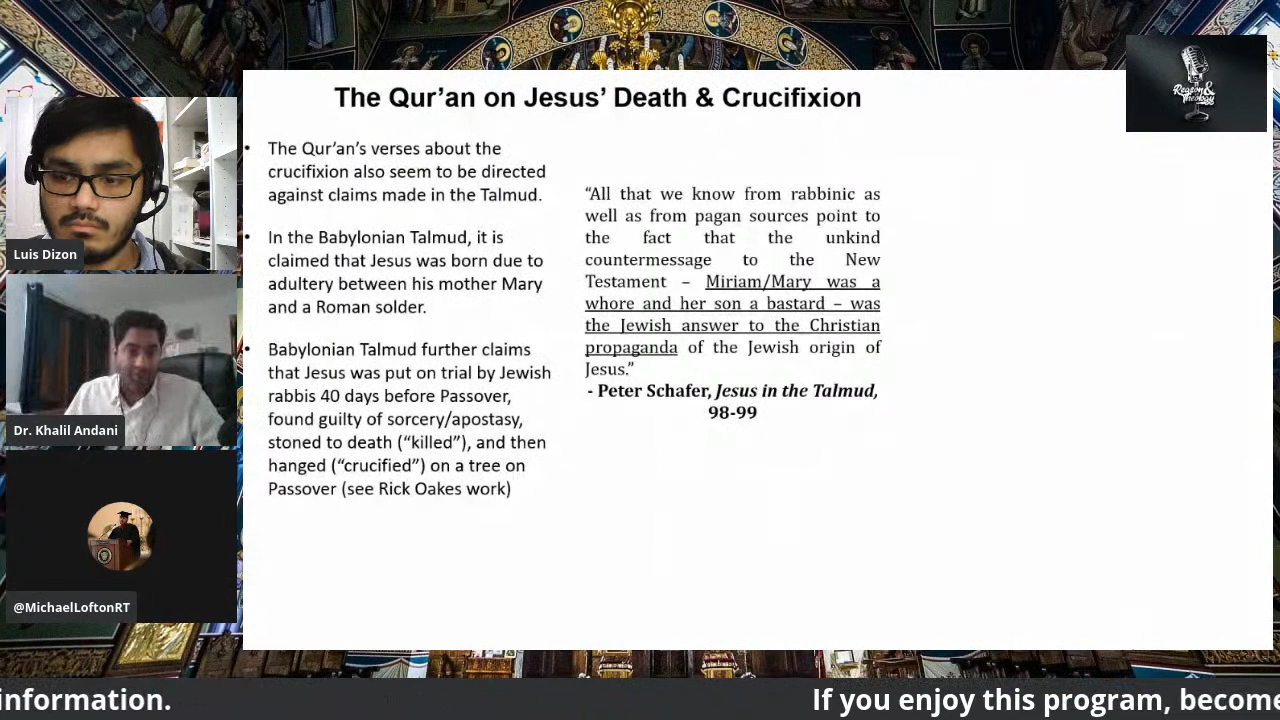 The Qur'an on Jesus' Death & Crucifixion
Reason &
Theology
• The Qur'an's verses about the
crucifixion also seem to be directed
against claims made in the Talmud.
• In the Babylonian Talmud, it is
claimed that Jesus was born due to
adultery between his mother Mary
and a Roman solder.
• Babylonian Talmud further claims
that Jesus was put on trial by Jewish
rabbis 40 days before Passover,
found guilty of sorcery/apostasy,
stoned to death (“killed”), and then
hanged (“crucified”) on a tree on
Passover (see Rick Oakes work)
“All that we know from rabbinic as
well as from pagan sources point to
the fact that the unkind
countermessage to the New
Testament – Miriam/Mary was a
whore and her son a bastard – was
the Jewish answer to the Christian
propaganda of the Jewish origin of
Jesus.”
- Peter Schafer, Jesus in the Talmud,
98-99
Luis Dizon
Dr. Khalil Andani
@MichaelLoftonRT
information.
If you enjoy this program, become